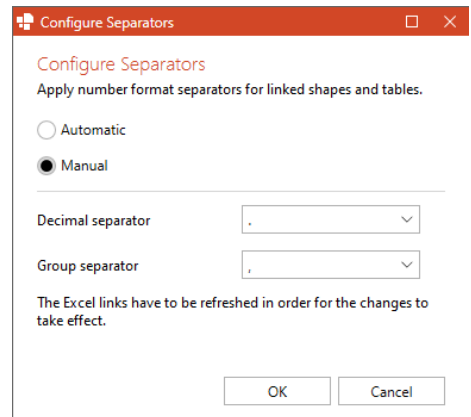 Configure Separators
Configure Separators
Apply number format separators for linked shapes and tables.
Automatic
Manual
Decimal separator .
Group separator ,
The Excel links have to be refreshed in order for the changes to
take effect.
OK Cancel